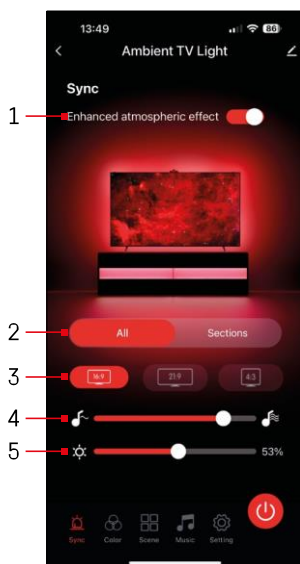 13:49 86
Ambient TV Light
Sync
1 Enhanced atmospheric effect
2 All Sections
3 16:9 21:9 4:3
4
5 53%
Sync Color Scene Music Setting